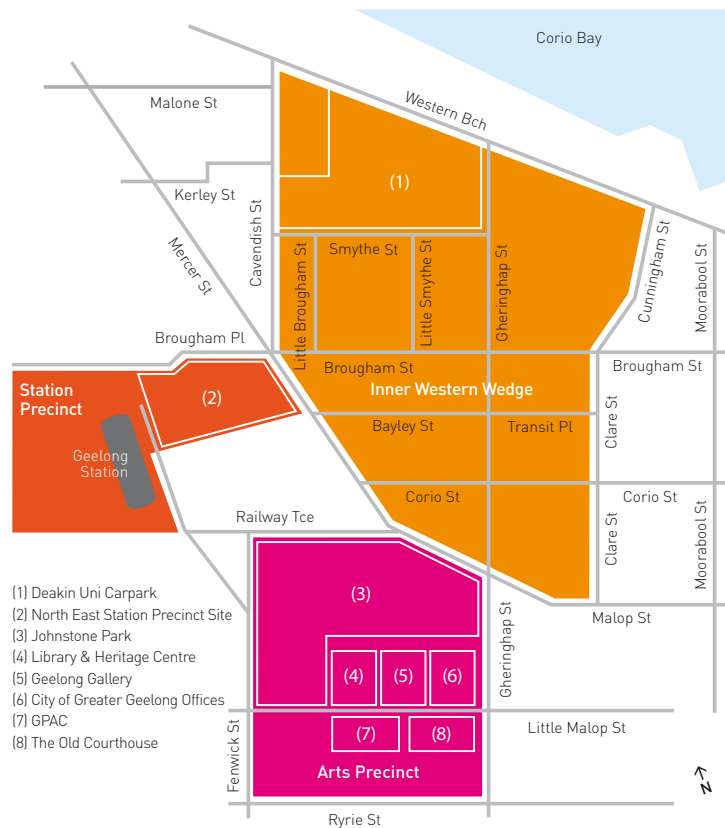 Corio Bay
Malone St
Western Bch
(1)
Kerley St
Cavendish St
Mercer St
Smythe St
Little Brougham St
Little Smythe St
Gheringhap St
Cunningham St
Moorabool St
Brougham Pl
Brougham St
Brougham St
Inner Western Wedge
Station
Precinct
(2)
Bayley St
Transit Pl
Clare St
Geelong
Station
Corio St
Corio St
Railway Tce
Clare St
Moorabool St
(1) Deakin Uni Carpark
(2) North East Station Precinct Site
(3) Johnstone Park
(4) Library & Heritage Centre
(5) Geelong Gallery
(6) City of Greater Geelong Offices
(7) GPAC
(8) The Old Courthouse
(3)
Malop St
Gheringhap St
(4)
(5)
(6)
Fenwick St
(7)
(8)
Little Malop St
Arts Precinct
N
Ryrie St